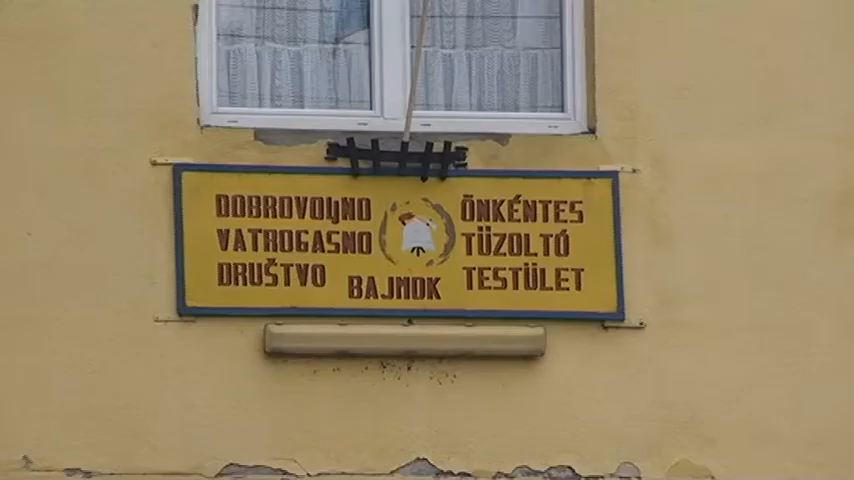 DOBROVOLJNO
VATROGASNO
DRUŠTVO
BAJMOK
ÖNKÉNTES
TŰZOLTÓ
TESTÜLET